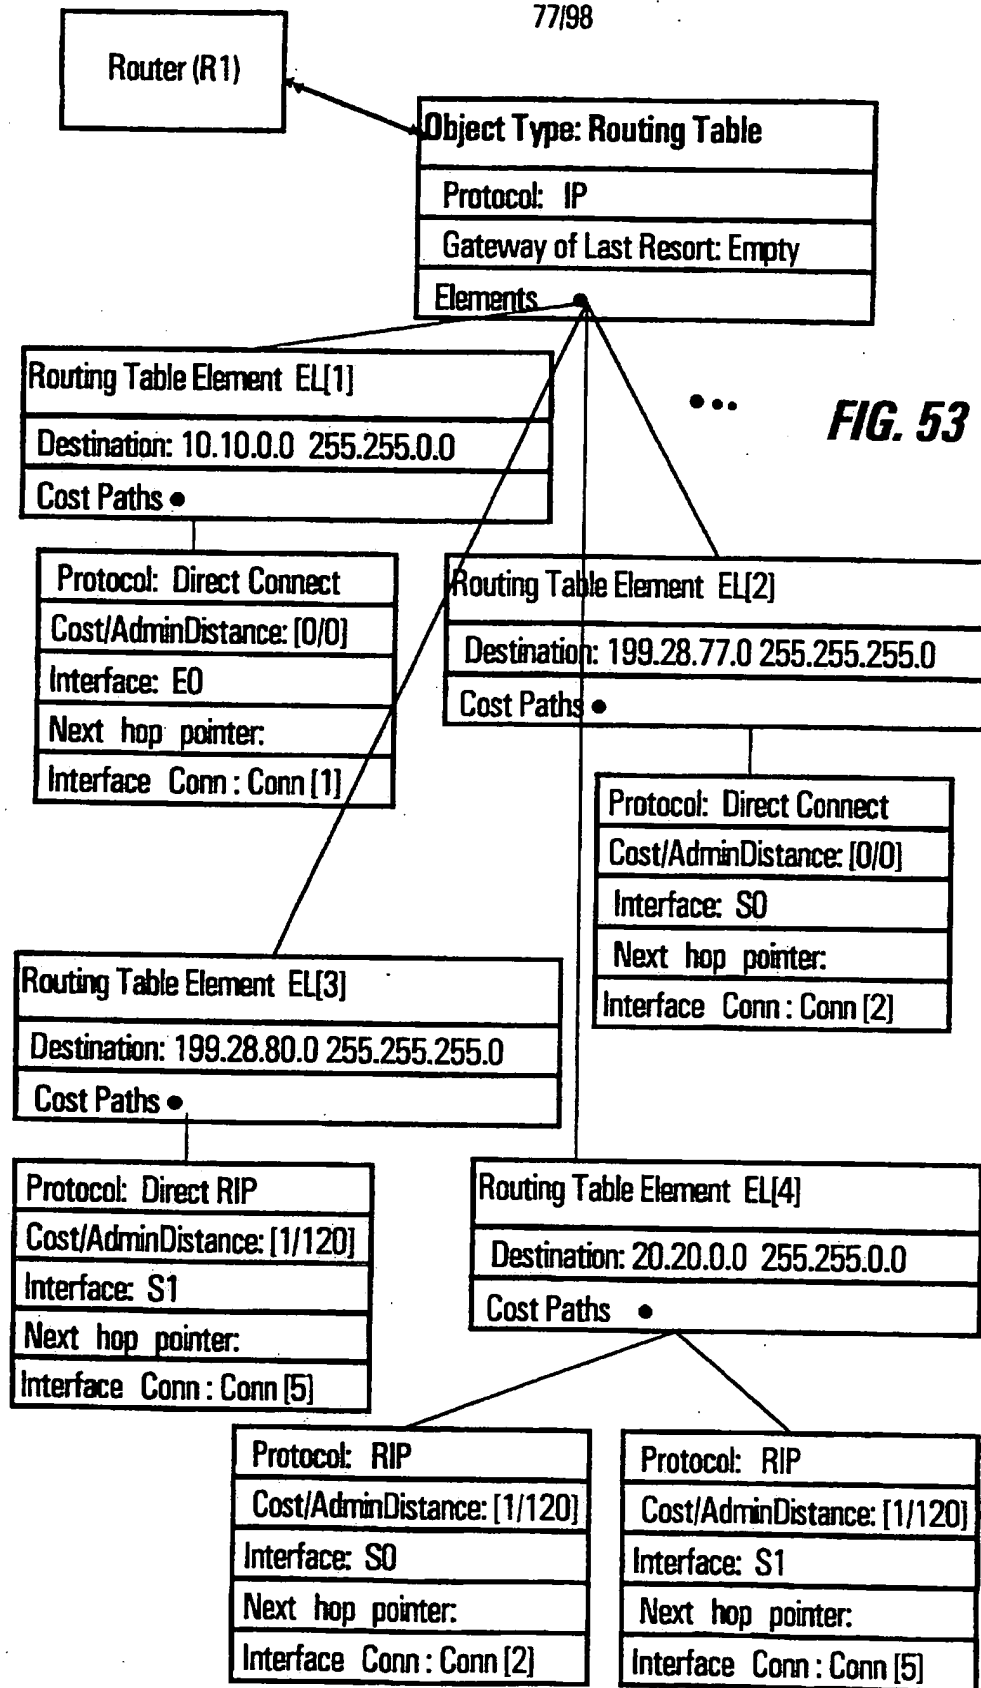 77/98
Router (R1)
Object Type: Routing Table
Protocol: IP
Gateway of Last Resort: Empty
Elements
FIG. 53
Routing Table Element EL[1]
Destination: 10.10.0.0 255.255.0.0
Cost Paths
Protocol: Direct Connect
Cost/AdminDistance: [0/0]
Interface: E0
Next hop pointer:
Interface Conn : Conn [1]
Routing Table Element EL[2]
Destination: 199.28.77.0 255.255.255.0
Cost Paths
Protocol: Direct Connect
Cost/AdminDistance: [0/0]
Interface: S0
Next hop pointer:
Interface Conn : Conn [2]
Routing Table Element EL[3]
Destination: 199.28.80.0 255.255.255.0
Cost Paths
Protocol: Direct RIP
Cost/AdminDistance: [1/120]
Interface: S1
Next hop pointer:
Interface Conn : Conn [5]
Routing Table Element EL[4]
Destination: 20.20.0.0 255.255.0.0
Cost Paths
Protocol: RIP
Cost/AdminDistance: [1/120]
Interface: S0
Next hop pointer:
Interface Conn : Conn [2]
Protocol: RIP
Cost/AdminDistance: [1/120]
Interface: S1
Next hop pointer:
Interface Conn : Conn [5]